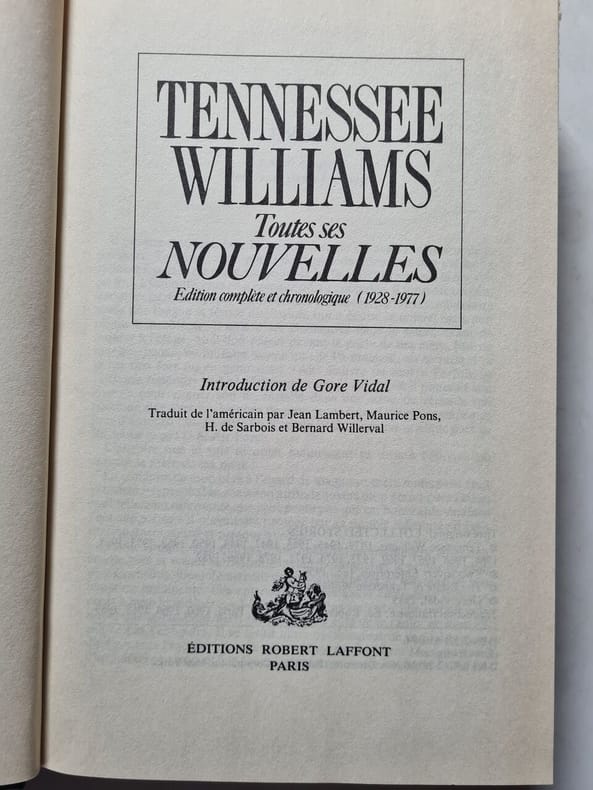 TENNESSEE
WILLIAMS
Toutes ses
NOUVELLES
Edition complète et chronologique (1928-1977)
Introduction de Gore Vidal
Traduit de l'américain par Jean Lambert, Maurice Pons,
H. de Sarbois et Bernard Willerval
ÉDITIONS ROBERT LAFFONT
PARIS